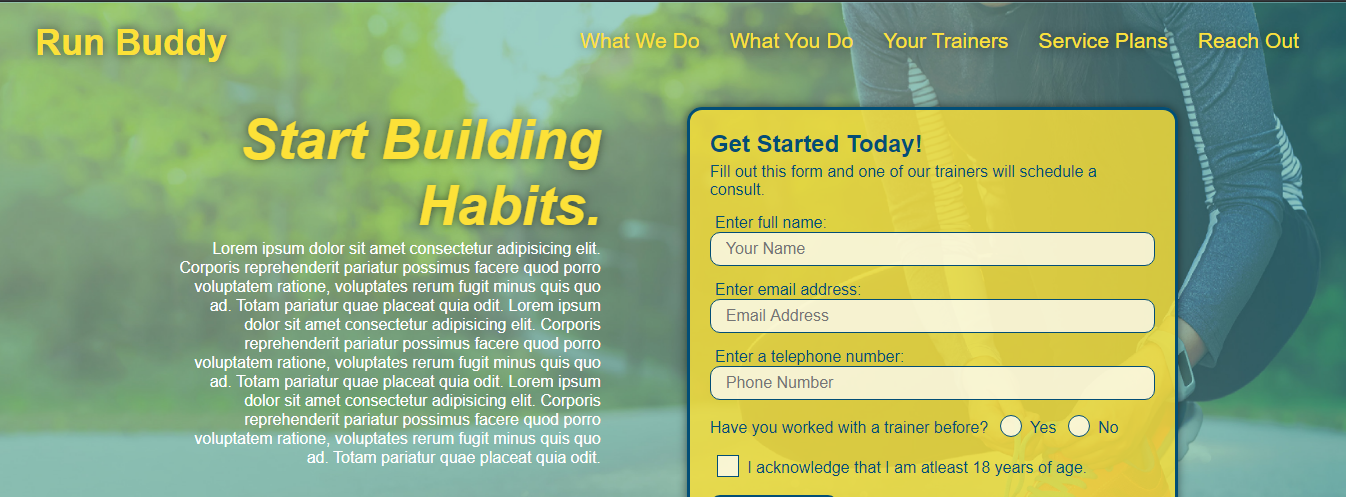 Run Buddy
What We Do What You Do Your Trainers Service Plans Reach Out
Start Building
Habits.
Lorem ipsum dolor sit amet consectetur adipisicing elit.
Corporis reprehenderit pariatur possimus facere quod porro
voluptatem ratione, voluptates rerum fugit minus quis quo
ad. Totam pariatur quae placeat quia odit. Lorem ipsum
dolor sit amet consectetur adipisicing elit. Corporis
reprehenderit pariatur possimus facere quod porro
voluptatem ratione, voluptates rerum fugit minus quis quo
ad. Totam pariatur quae placeat quia odit. Lorem ipsum
dolor sit amet consectetur adipisicing elit. Corporis
reprehenderit pariatur possimus facere quod porro
voluptatem ratione, voluptates rerum fugit minus quis quo
ad. Totam pariatur quae placeat quia odit.
Get Started Today!
Fill out this form and one of our trainers will schedule a
consult.
Enter full name:
Your Name
Enter email address:
Email Address
Enter a telephone number:
Phone Number
Have you worked with a trainer before? Yes No
I acknowledge that I am atleast 18 years of age.